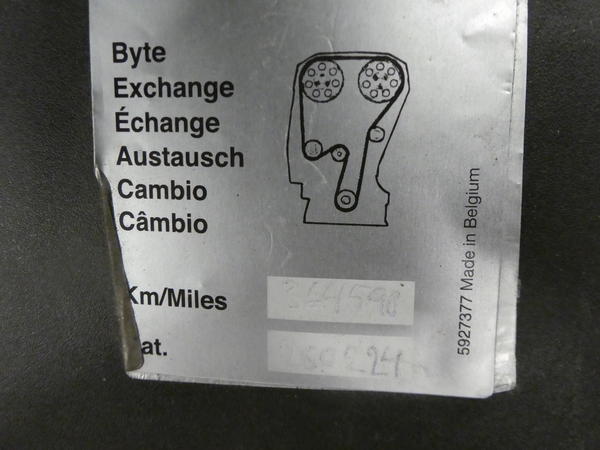 Byte
Exchange
Échange
Austausch
Cambio
Câmbio
Km/Miles
5927377 Made in Belgium